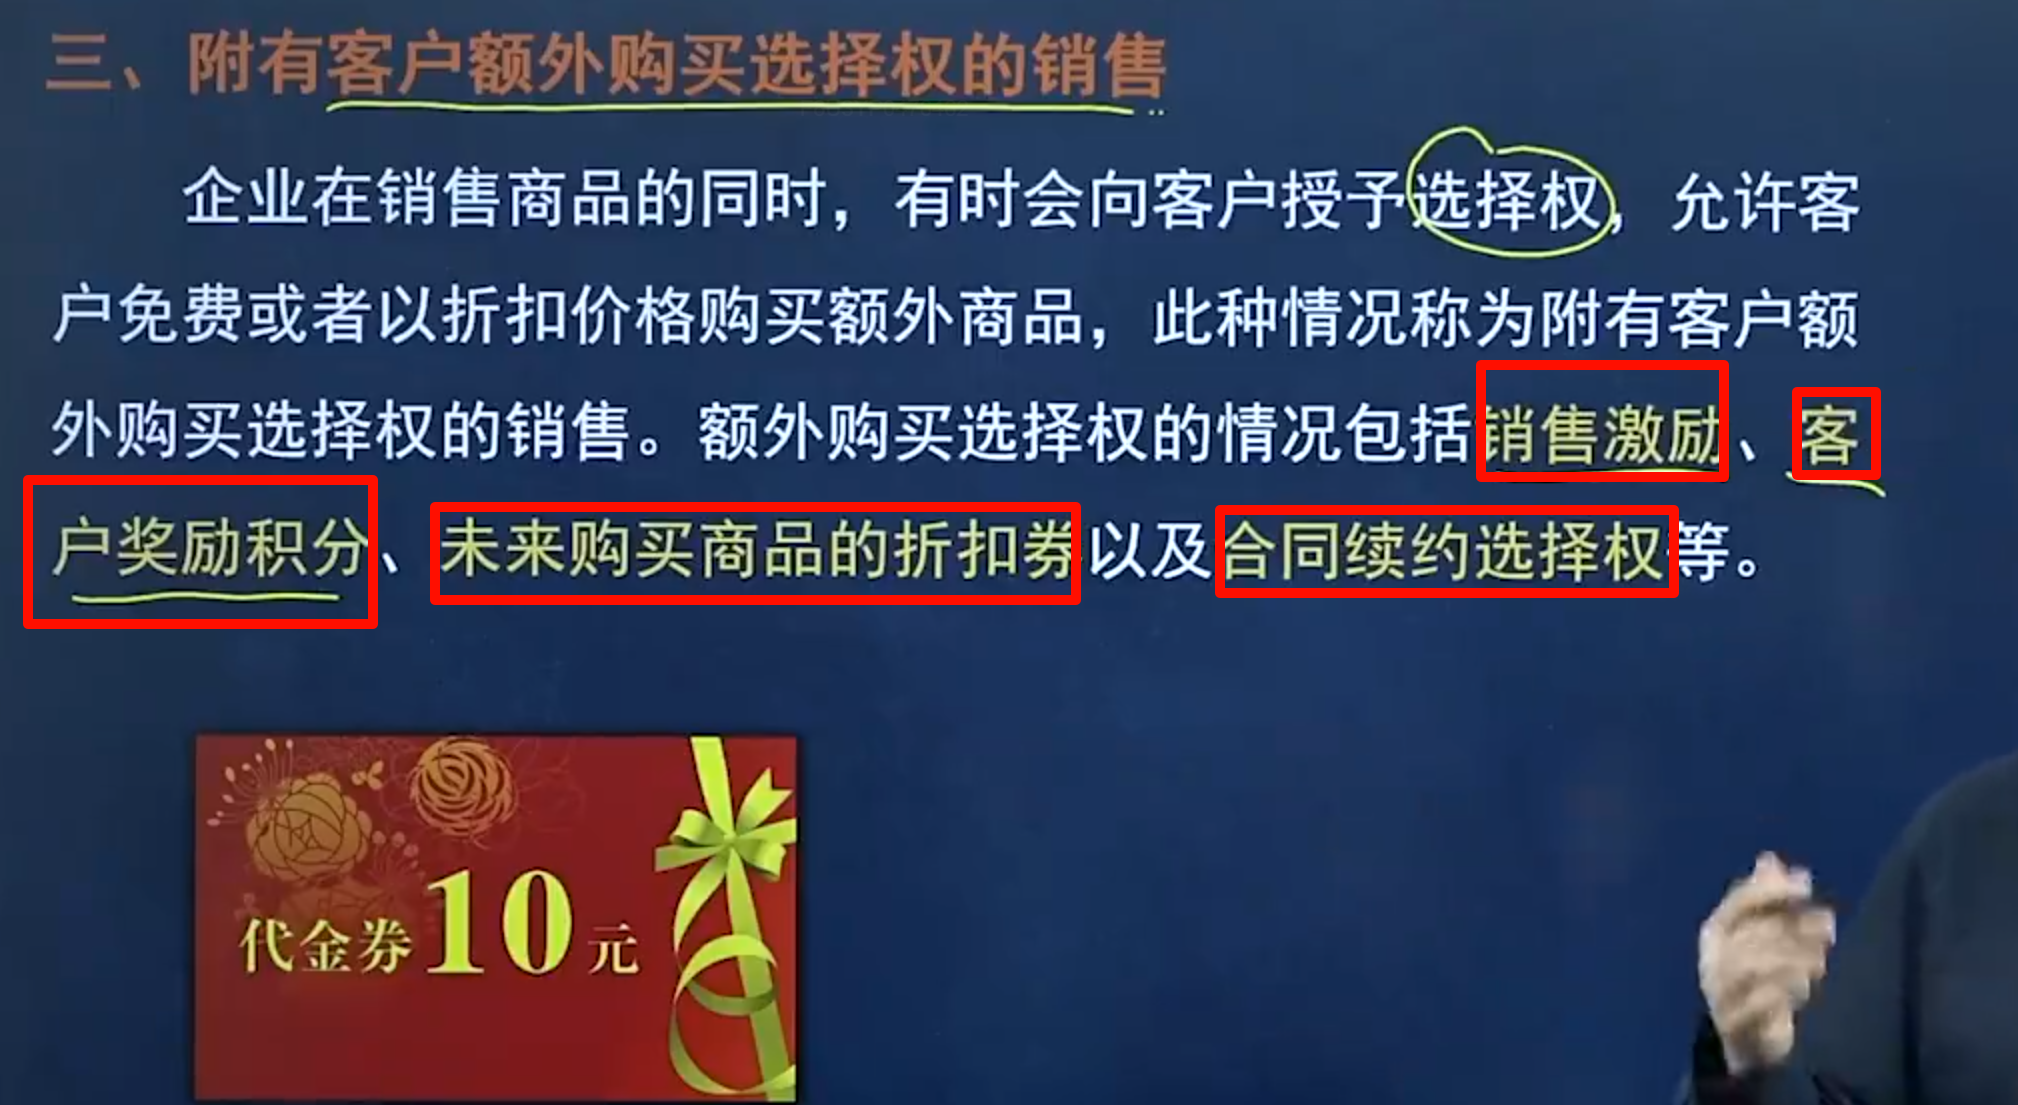 三、附有客户额外购买选择权的销售
企业在销售商品的同时，有时会向客户授予选择权，允许客
户免费或者以折扣价格购买额外商品，此种情况称为附有客户额
外购买选择权的销售。额外购买选择权的情况包括销售激励、客
户奖励积分、未来购买商品的折扣券以及合同续约选择权等。
代金券10元